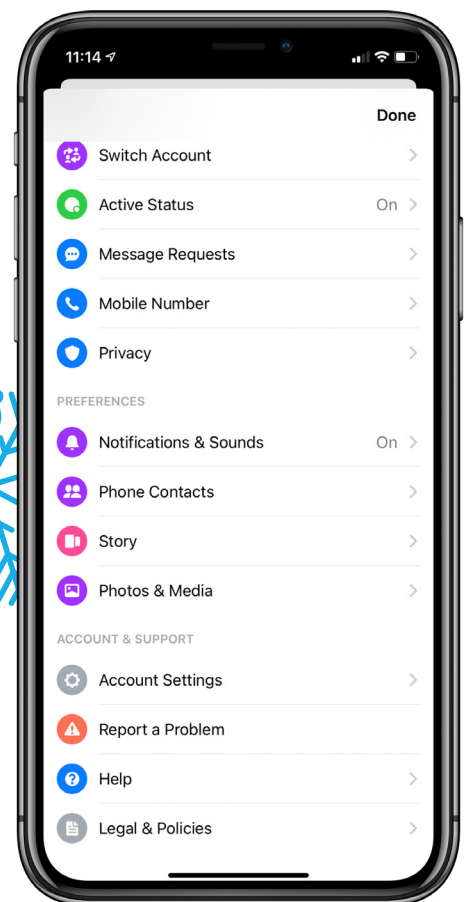 11:14
Done
Switch Account
Active Status On
Message Requests
Mobile Number
Privacy
PREFERENCES
Notifications & Sounds On
Phone Contacts
Story
Photos & Media
ACCOUNT & SUPPORT
Account Settings
Report a Problem
Help
Legal & Policies